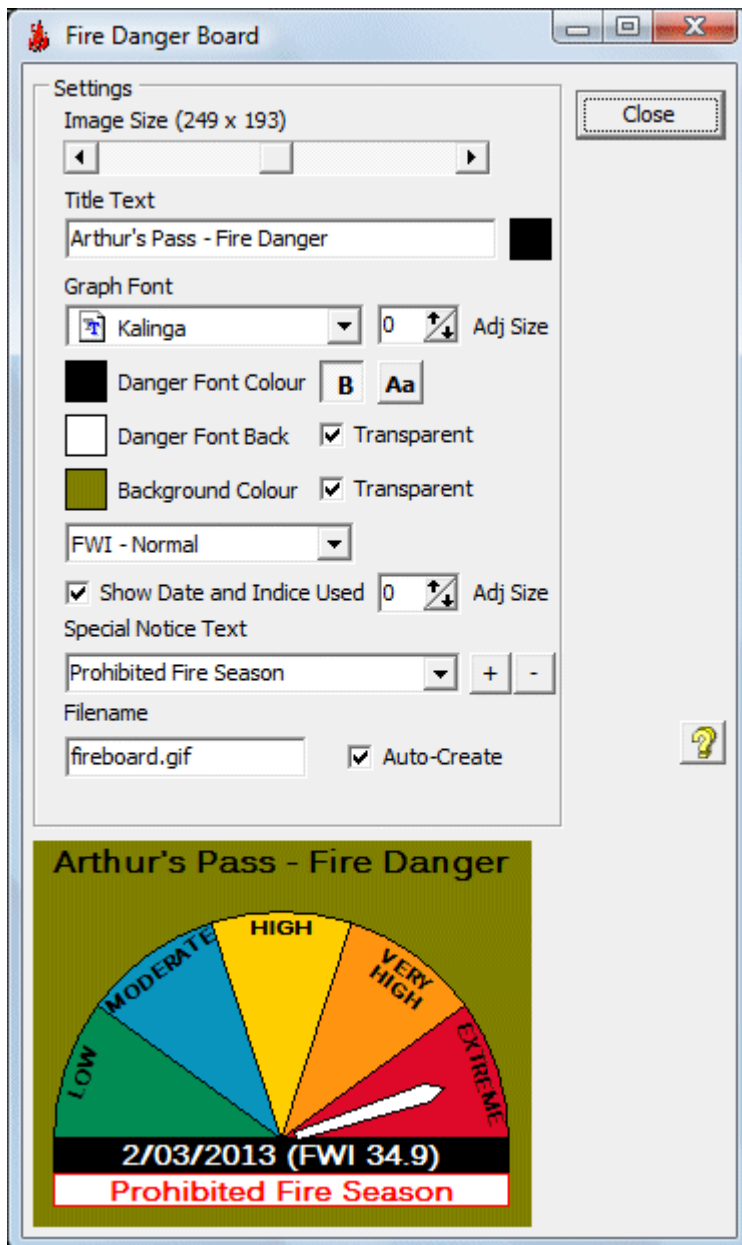 Fire Danger Board
Settings
Image Size (249 x 193)
Close
Title Text
Arthur's Pass - Fire Danger
Graph Font
Kalinga
0
Adj Size
Danger Font Colour
B
Aa
Danger Font Back
Transparent
Background Colour
Transparent
FWI - Normal
Show Date and Indice Used
0
Adj Size
Special Notice Text
Prohibited Fire Season
+
-
Filename
fireboard.gif
Auto-Create
Arthur's Pass - Fire Danger
LOW
MODERATE
HIGH
VERY
HIGH
EXTREME
2/03/2013 (FWI 34.9)
Prohibited Fire Season